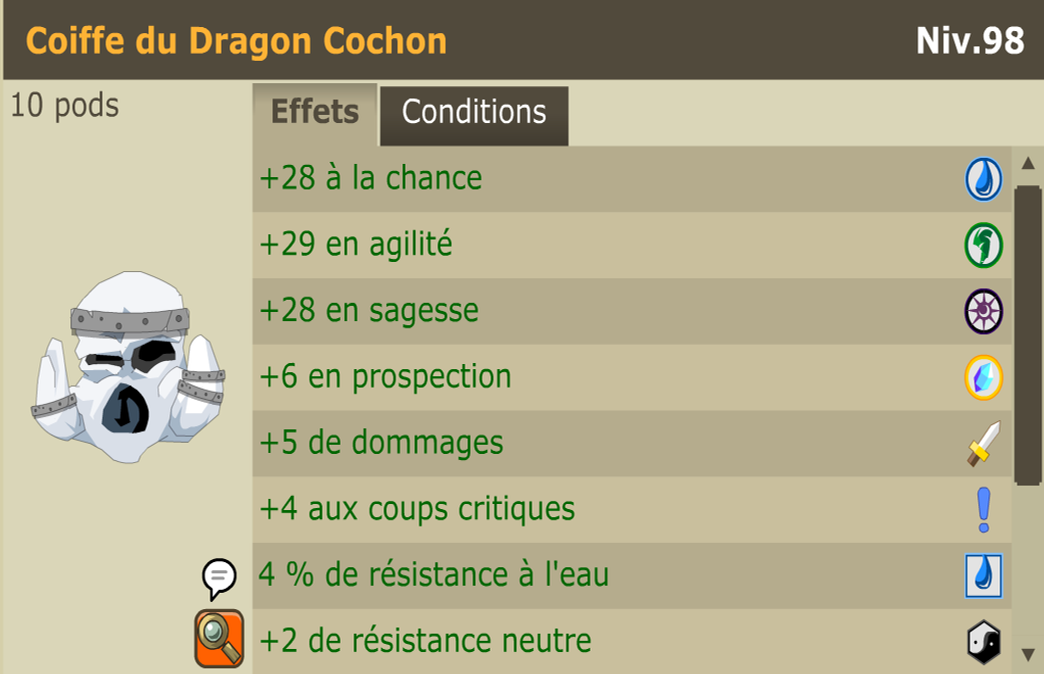 Coiffe du Dragon Cochon
Niv.98
10 pods
Effets
Conditions
+28 à la chance
+29 en agilité
+28 en sagesse
+6 en prospection
+5 de dommages
+4 aux coups critiques
4 % de résistance à l'eau
+2 de résistance neutre